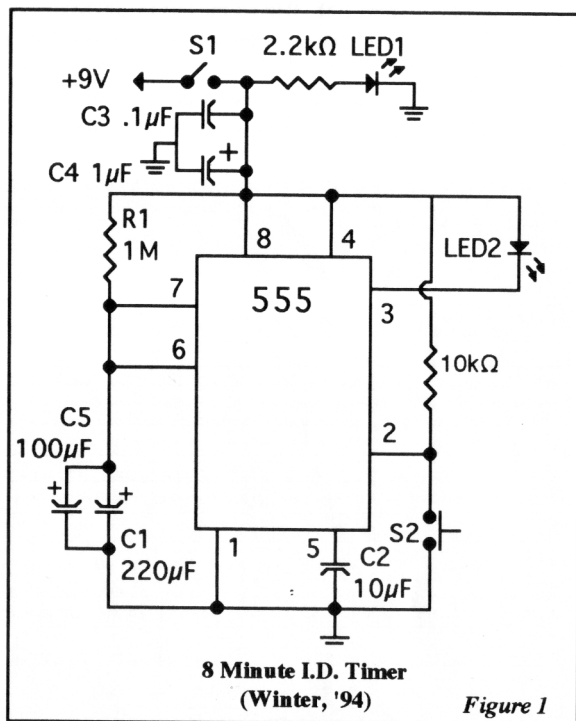 S1
2.2kΩ LED1
+9V
C3 .1µF
+
C4 1µF
R1
1M
8
4
LED2
7
555
3
6
10kΩ
C5
100µF
2
+
+
C1
220µF
1
5
C2
10µF
S2
8 Minute I.D. Timer
(Winter, '94)
Figure 1